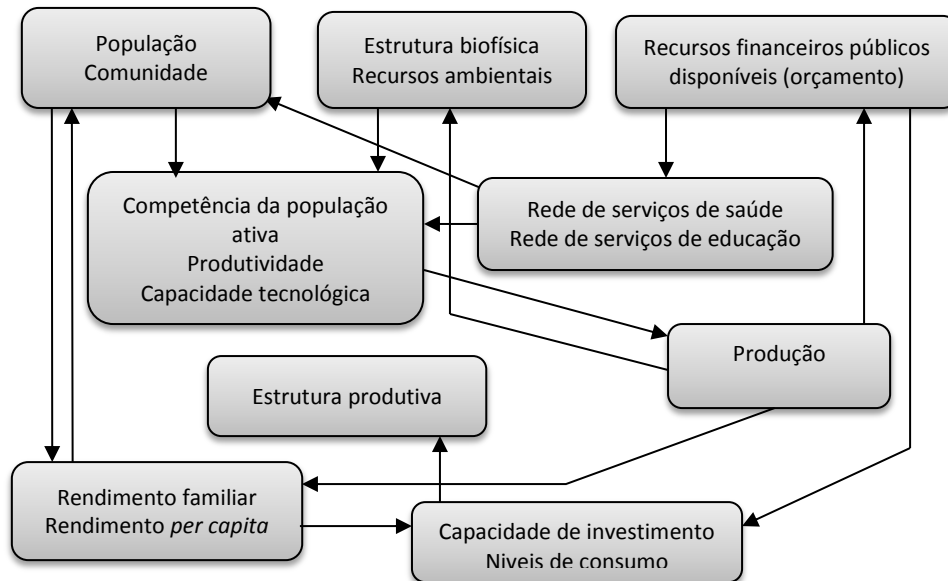 População
Comunidade
Estrutura biofísica
Recursos ambientais
Recursos financeiros públicos
disponíveis (orçamento)
Competência da população
ativa
Produtividade
Capacidade tecnológica
Rede de serviços de saúde
Rede de serviços de educação
Produção
Estrutura produtiva
Rendimento familiar
Rendimento per capita
Capacidade de investimento
Niveis de consumo